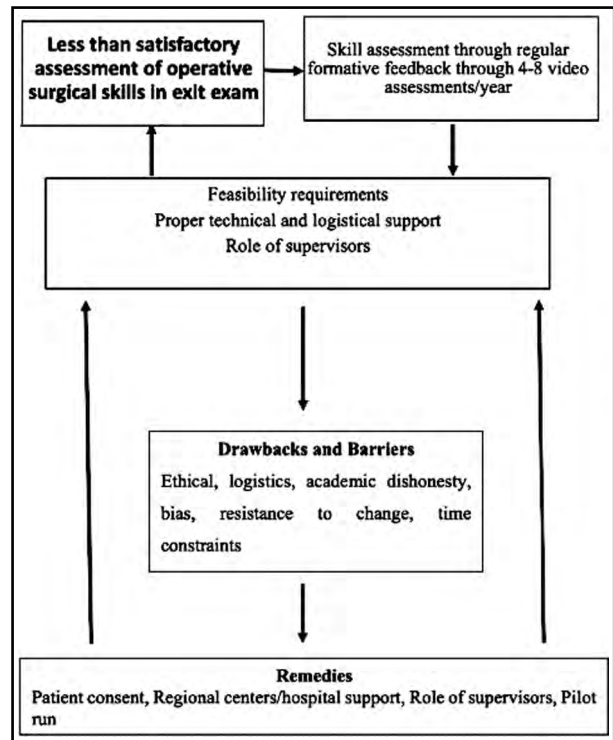 Less than satisfactory
assessment of operative
surgical skills in exit exam
Skill assessment through regular
formative feedback through 4-8 video
assessments/year
Feasibility requirements
Proper technical and logistical support
Role of supervisors
Drawbacks and Barriers
Ethical, logistics, academic dishonesty,
bias, resistance to change, time
constraints
Remedies
Patient consent, Regional centers/hospital support, Role of supervisors, Pilot
run